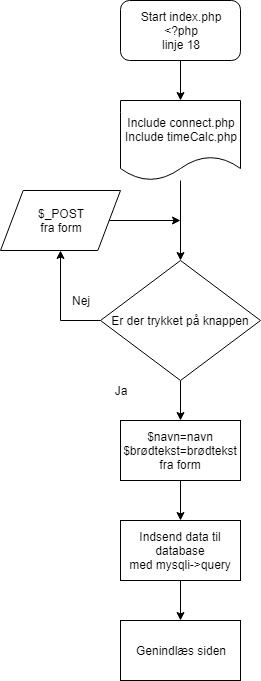 Start index.php
<?php
linje 18
Include connect.php
Include timeCalc.php
$_POST
fra form
Er der trykket på knappen
Nej
Ja
$navn=navn
$brødtekst=brødtekst
fra form
Indsend data til
database
med mysqli->query
Genindlæs siden